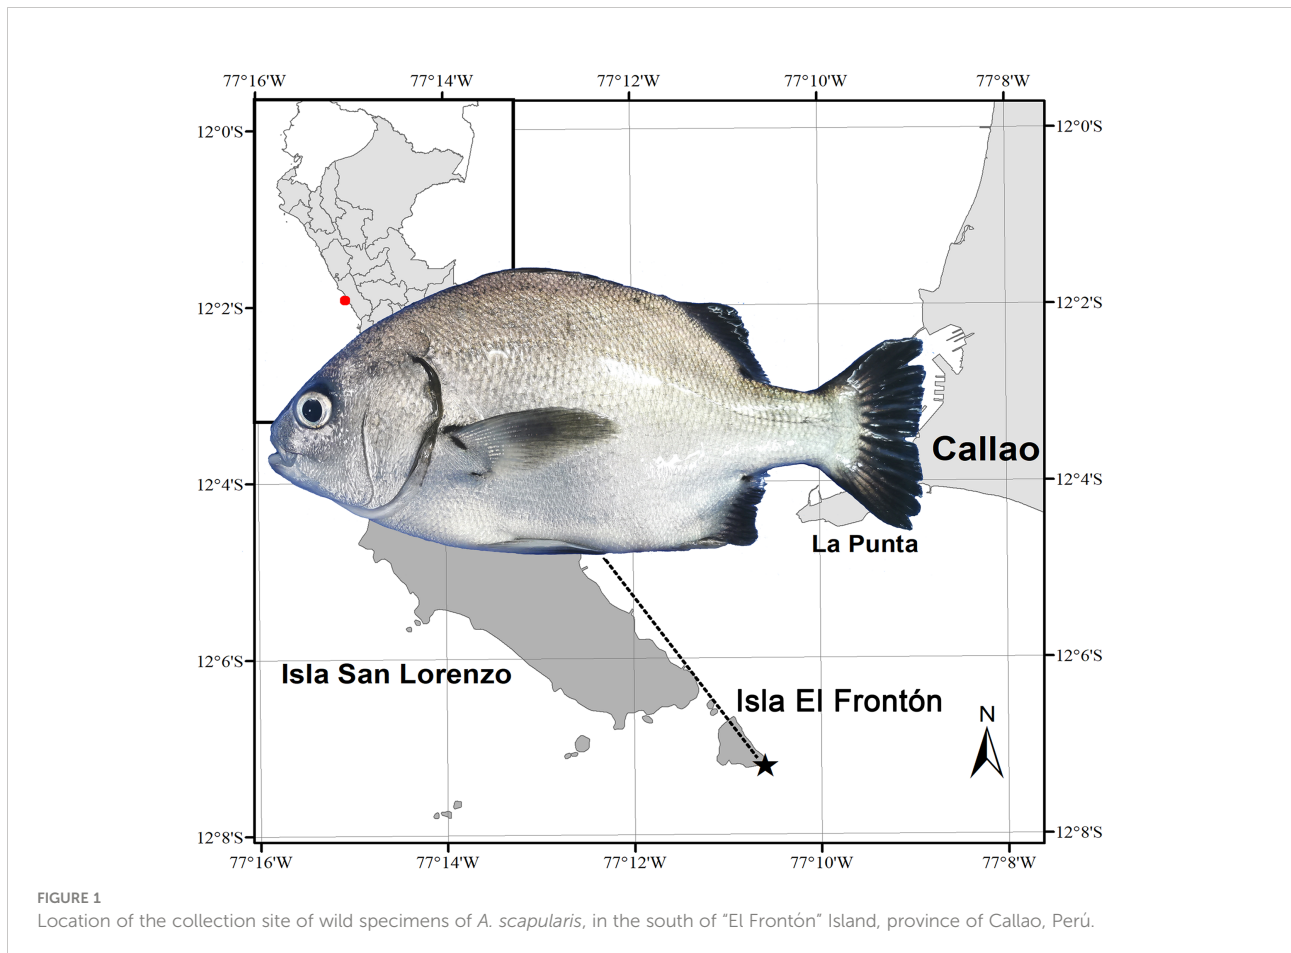 77°16'W 77°14'W 77°12'W 77°10'W 77°8'W
12°0'S 12°0'S
12°2'S 12°2'S
Callao
12°4'S 12°4'S
La Punta
12°6'S 12°6'S
Isla San Lorenzo
Isla El Frontón
N
12°8'S 12°8'S
77°16'W 77°14'W 77°12'W 77°10'W 77°8'W
FIGURE 1
Location of the collection site of wild specimens of A. scapularis, in the south of “El Frontón” Island, province of Callao, Perú.